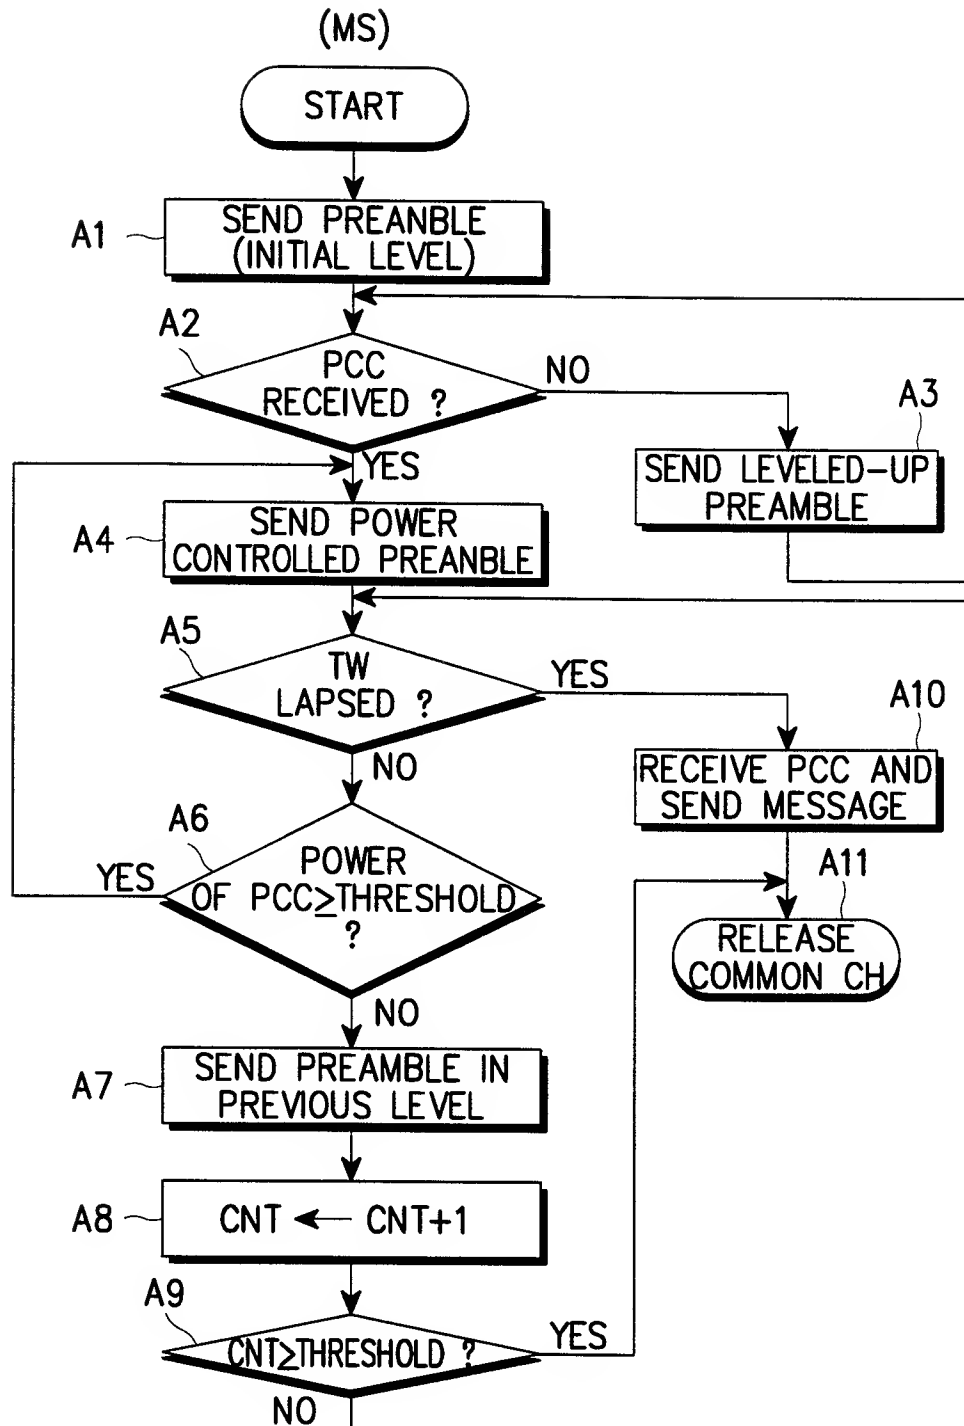 (MS)
START
A1
SEND PREANBLE
(INITIAL LEVEL)
A2
PCC
RECEIVED ?
NO
A3
SEND LEVELED-UP
PREAMBLE
YES
A4
SEND POWER
CONTROLLED PREANBLE
A5
TW
LAPSED ?
YES
A10
RECEIVE PCC AND
SEND MESSAGE
NO
A6
YES
POWER
OF PCC≥THRESHOLD
?
A11
RELEASE
COMMON CH
NO
A7
SEND PREAMBLE IN
PREVIOUS LEVEL
A8
CNT ← CNT+1
A9
CNT≥THRESHOLD ?
YES
NO